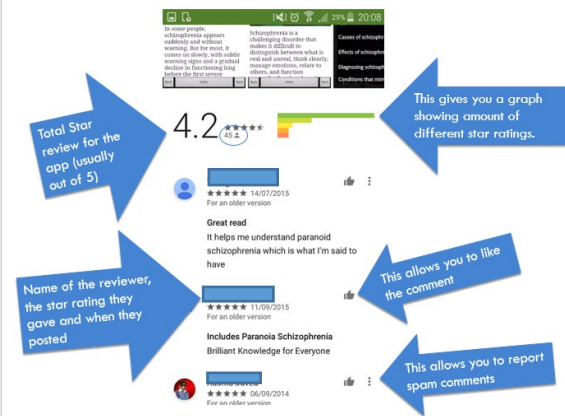 29% 20:08
In some people,
schizophrenia appears
suddenly and without
warning. But for most, it
comes on slowly, with subtle
warning signs and a gradual
decline in functioning long
before the first severe
Schizophrenia is a
challenging disorder that
makes it difficult to
distinguish between what is
real and unreal, think clearly,
manage emotions, relate to
others, and function
Causes of schizophr
Effects of schizophre
Diagnosing schizoph
Conditions that mim
Total Star
review for the
app (usually
out of 5)
4.2
45
This gives you a graph
showing amount of
different star ratings.
14/07/2015
For an older version
Great read
It helps me understand paranoid
schizophrenia which is what I'm said to
have
Name of the reviewer,
the star rating they
gave and when they
posted
11/09/2015
For an older version
Includes Paranoia Schizophrenia
Brilliant Knowledge for Everyone
This allows you to like
the comment
06/09/2014
For an older version
This allows you to report
spam comments